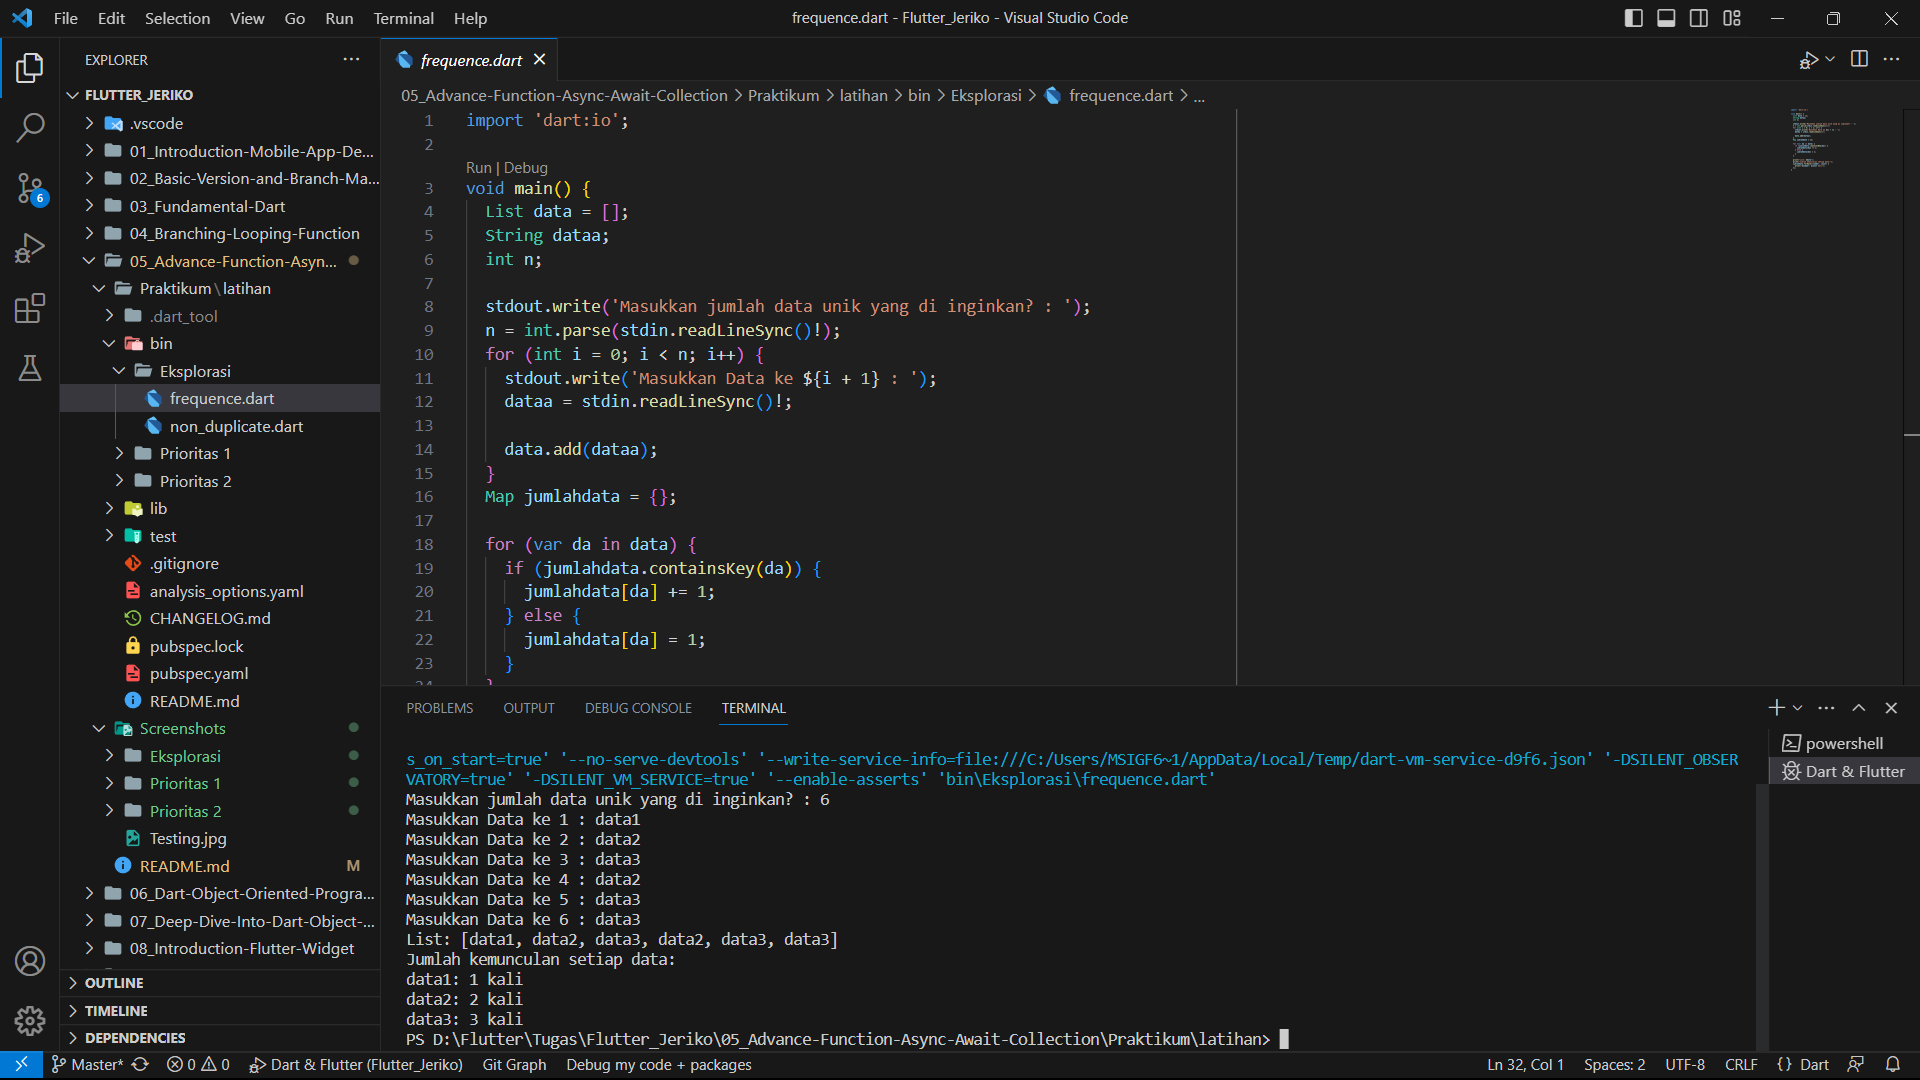 File Edit Selection View Go Run Terminal Help
frequence.dart - Flutter_Jeriko - Visual Studio Code
EXPLORER
FLUTTER_JERIKO
.vscode
01_Introduction-Mobile-App-De...
02_Basic-Version-and-Branch-Ma...
03_Fundamental-Dart
04_Branching-Looping-Function
05_Advance-Function-Asyn...
Praktikum\latihan
.dart_tool
bin
Eksplorasi
frequence.dart
non_duplicate.dart
Prioritas 1
Prioritas 2
lib
test
.gitignore
analysis_options.yaml
CHANGELOG.md
pubspec.lock
pubspec.yaml
README.md
Screenshots
Eksplorasi
Prioritas 1
Prioritas 2
Testing.jpg
README.md M
06_Dart-Object-Oriented-Progra...
07_Deep-Dive-Into-Dart-Object-...
08_Introduction-Flutter-Widget
OUTLINE
TIMELINE
DEPENDENCIES
6
frequence.dart
05_Advance-Function-Async-Await-Collection > Praktikum > latihan > bin > Eksplorasi > frequence.dart > ...
1 import 'dart:io';
2
Run | Debug
3 void main() {
4 List data = [];
5 String dataa;
6 int n;
7
8 stdout.write('Masukkan jumlah data unik yang di inginkan? : ');
9 n = int.parse(stdin.readLineSync()!);
10 for (int i = 0; i < n; i++) {
11 stdout.write('Masukkan Data ke ${i + 1} : ');
12 dataa = stdin.readLineSync()!;
13
14 data.add(dataa);
15 }
16 Map jumlahdata = {};
17
18 for (var da in data) {
19 if (jumlahdata.containsKey(da)) {
20 jumlahdata[da] += 1;
21 } else {
22 jumlahdata[da] = 1;
23 }
24 }
PROBLEMS OUTPUT DEBUG CONSOLE TERMINAL
s_on_start=true' '--no-serve-devtools' '--write-service-info=file:///C:/Users/MSIGF6~1/AppData/Local/Temp/dart-vm-service-d9f6.json' '-DSILENT_OBSER
VATORY=true' '-DSILENT_VM_SERVICE=true' '--enable-asserts' 'bin\Eksplorasi\frequence.dart'
Masukkan jumlah data unik yang di inginkan? : 6
Masukkan Data ke 1 : data1
Masukkan Data ke 2 : data2
Masukkan Data ke 3 : data3
Masukkan Data ke 4 : data2
Masukkan Data ke 5 : data3
Masukkan Data ke 6 : data3
List: [data1, data2, data3, data2, data3, data3]
Jumlah kemunculan setiap data:
data1: 1 kali
data2: 2 kali
data3: 3 kali
PS D:\Flutter\Tugas\Flutter_Jeriko\05_Advance-Function-Async-Await-Collection\Praktikum\latihan>
powershell
Dart & Flutter
Master* 0 0 Dart & Flutter (Flutter_Jeriko) Git Graph Debug my code + packages Ln 32, Col 1 Spaces: 2 UTF-8 CRLF {} Dart